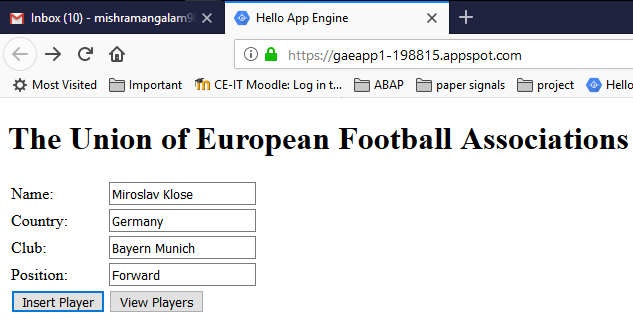 Inbox (10) - mishramangalam9
Hello App Engine
https://gaeapp1-198815.appspot.com
Most Visited Important CE-IT Moodle: Log in t... ABAP paper signals project Hello
The Union of European Football Associations
Name: Miroslav Klose
Country: Germany
Club: Bayern Munich
Position: Forward
Insert Player View Players